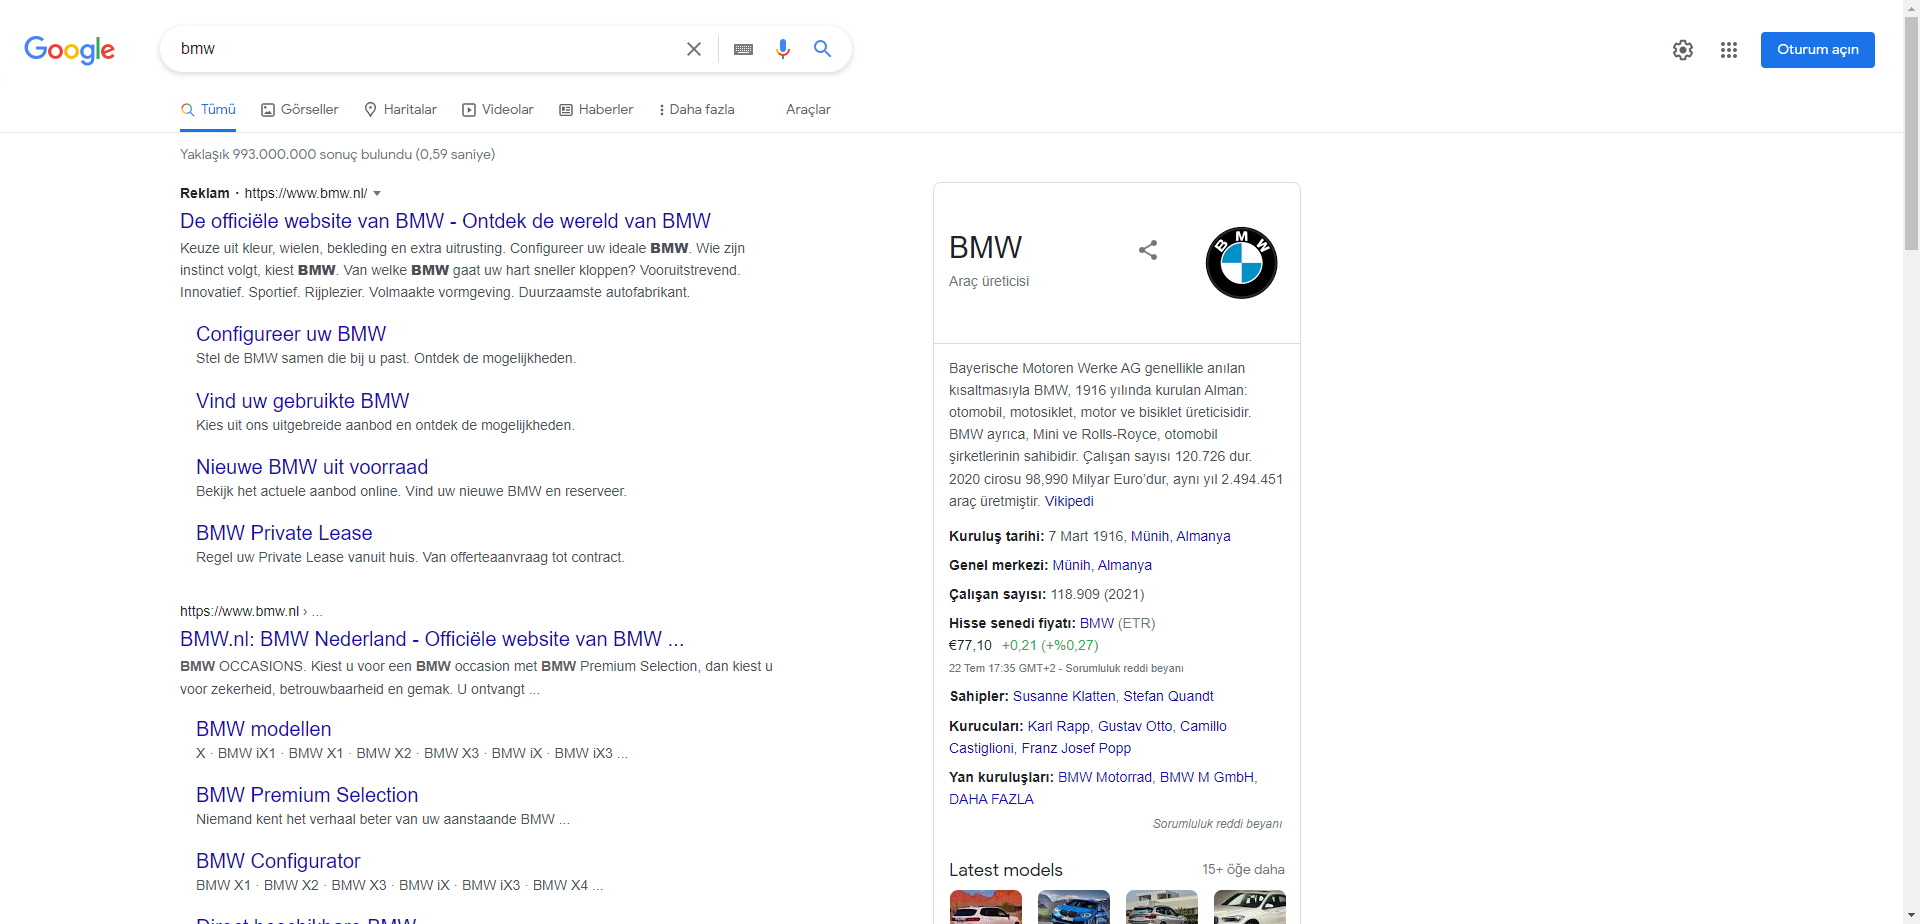 Google
bmw
Oturum açın
Tümü
Görseller
Haritalar
Videolar
Haberler
Daha fazla
Araçlar
Yaklaşık 993.000.000 sonuç bulundu (0,59 saniye)
Reklam · https://www.bmw.nl/
De officiële website van BMW - Ontdek de wereld van BMW
Keuze uit kleur, wielen, bekleding en extra uitrusting. Configureer uw ideale BMW. Wie zijn
instinct volgt, kiest BMW. Van welke BMW gaat uw hart sneller kloppen? Vooruitstrevend.
Innovatief. Sportief. Rijplezier. Volmaakte vormgeving. Duurzaamste autofabrikant.
Configureer uw BMW
Stel de BMW samen die bij u past. Ontdek de mogelijkheden.
Vind uw gebruikte BMW
Kies uit ons uitgebreide aanbod en ontdek de mogelijkheden.
Nieuwe BMW uit voorraad
Bekijk het actuele aanbod online. Vind uw nieuwe BMW en reserveer.
BMW Private Lease
Regel uw Private Lease vanuit huis. Van offerteaanvraag tot contract.
https://www.bmw.nl › ...
BMW.nl: BMW Nederland - Officiële website van BMW ...
BMW OCCASIONS. Kiest u voor een BMW occasion met BMW Premium Selection, dan kiest u
voor zekerheid, betrouwbaarheid en gemak. U ontvangt ...
BMW modellen
X · BMW iX1 · BMW X1 · BMW X2 · BMW X3 · BMW iX · BMW iX3 ...
BMW Premium Selection
Niemand kent het verhaal beter van uw aanstaande BMW ...
BMW Configurator
BMW X1 · BMW X2 · BMW X3 · BMW iX · BMW iX3 · BMW X4 ...
Direct beschikbare BMW
BMW
Araç üreticisi
BMW
Bayerische Motoren Werke AG genellikle anılan
kısaltmasıyla BMW, 1916 yılında kurulan Alman:
otomobil, motosiklet, motor ve bisiklet üreticisidir.
BMW ayrıca, Mini ve Rolls-Royce, otomobil
şirketlerinin sahibidir. Çalışan sayısı 120.726 dur.
2020 cirosu 98,990 Milyar Euro'dur, aynı yıl 2.494.451
araç üretmiştir. Vikipedi
Kuruluş tarihi: 7 Mart 1916, Münih, Almanya
Genel merkezi: Münih, Almanya
Çalışan sayısı: 118.909 (2021)
Hisse senedi fiyatı: BMW (ETR)
€77,10 +0,21 (+%0,27)
22 Tem 17:35 GMT+2 - Sorumluluk reddi beyanı
Sahipler: Susanne Klatten, Stefan Quandt
Kurucuları: Karl Rapp, Gustav Otto, Camillo
Castiglioni, Franz Josef Popp
Yan kuruluşları: BMW Motorrad, BMW M GmbH,
DAHA FAZLA
Sorumluluk reddi beyanı
Latest models
15+ öğe daha